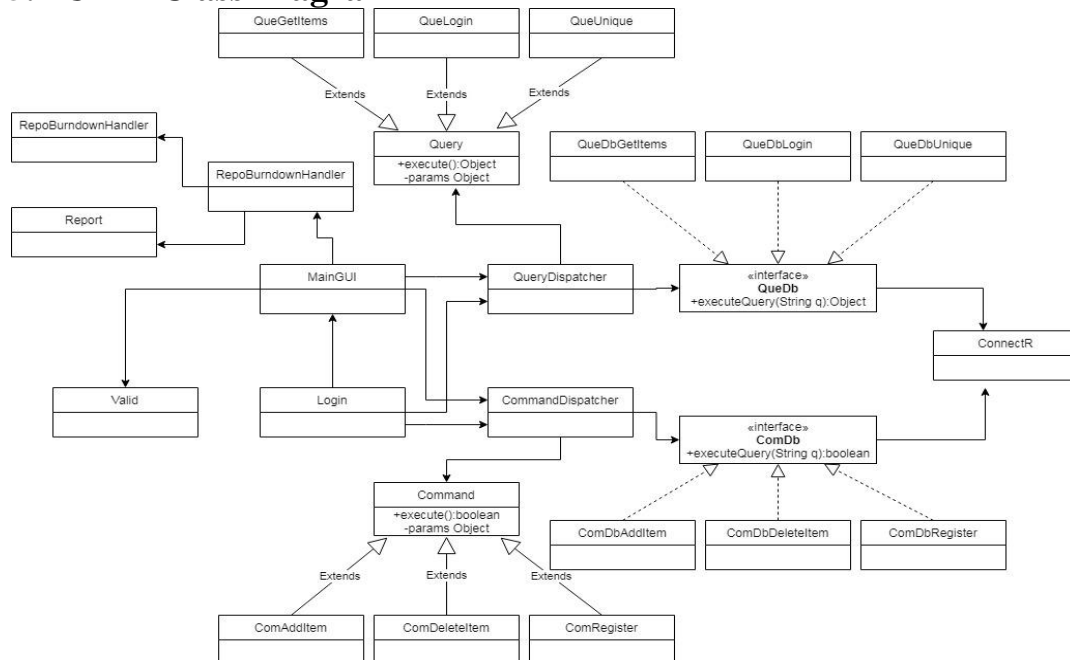 QueGetItems
QueLogin
QueUnique
Extends
Extends
Extends
RepoBurndownHandler
Query
+execute():Object
-params Object
QueDbGetItems
QueDbLogin
QueDbUnique
RepoBurndownHandler
Report
MainGUI
QueryDispatcher
«interface»
QueDb
+executeQuery(String q):Object
ConnectR
Valid
Login
CommandDispatcher
«interface»
ComDb
+executeQuery(String q):boolean
Command
+execute():boolean
-params Object
ComDbAddItem
ComDbDeleteItem
ComDbRegister
Extends
Extends
Extends
ComAddItem
ComDeleteItem
ComRegister